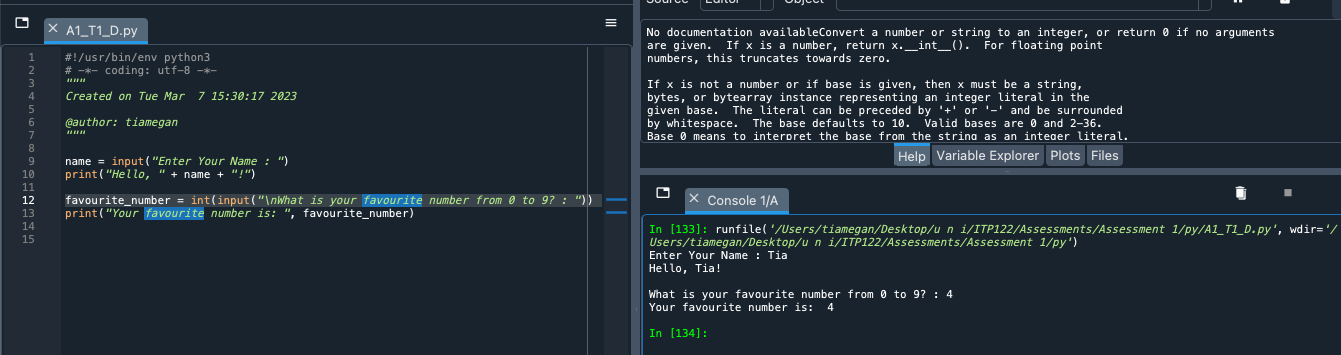 A1_T1_D.py
1 #!/usr/bin/env python3
2 # -*- coding: utf-8 -*-
3 """
4 Created on Tue Mar  7 15:30:17 2023
5
6 @author: tiamegan
7 """
8
9 name = input("Enter Your Name : ")
10 print("Hello, " + name + "!")
11
12 favourite_number = int(input("\nWhat is your favourite number from 0 to 9? : "))
13 print("Your favourite number is: ", favourite_number)
14
15
Source Editor Object
No documentation availableConvert a number or string to an integer, or return 0 if no arguments
are given.  If x is a number, return x.__int__().  For floating point
numbers, this truncates towards zero.
If x is not a number or if base is given, then x must be a string,
bytes, or bytearray instance representing an integer literal in the
given base.  The literal can be preceded by '+' or '-' and be surrounded
by whitespace.  The base defaults to 10.  Valid bases are 0 and 2-36.
Base 0 means to interpret the base from the string as an integer literal.
Help Variable Explorer Plots Files
Console 1/A
In [133]: runfile('/Users/tiamegan/Desktop/u n i/ITP122/Assessments/Assessment 1/py/A1_T1_D.py', wdir='/
Users/tiamegan/Desktop/u n i/ITP122/Assessments/Assessment 1/py')
Enter Your Name : Tia
Hello, Tia!
What is your favourite number from 0 to 9? : 4
Your favourite number is:  4
In [134]: